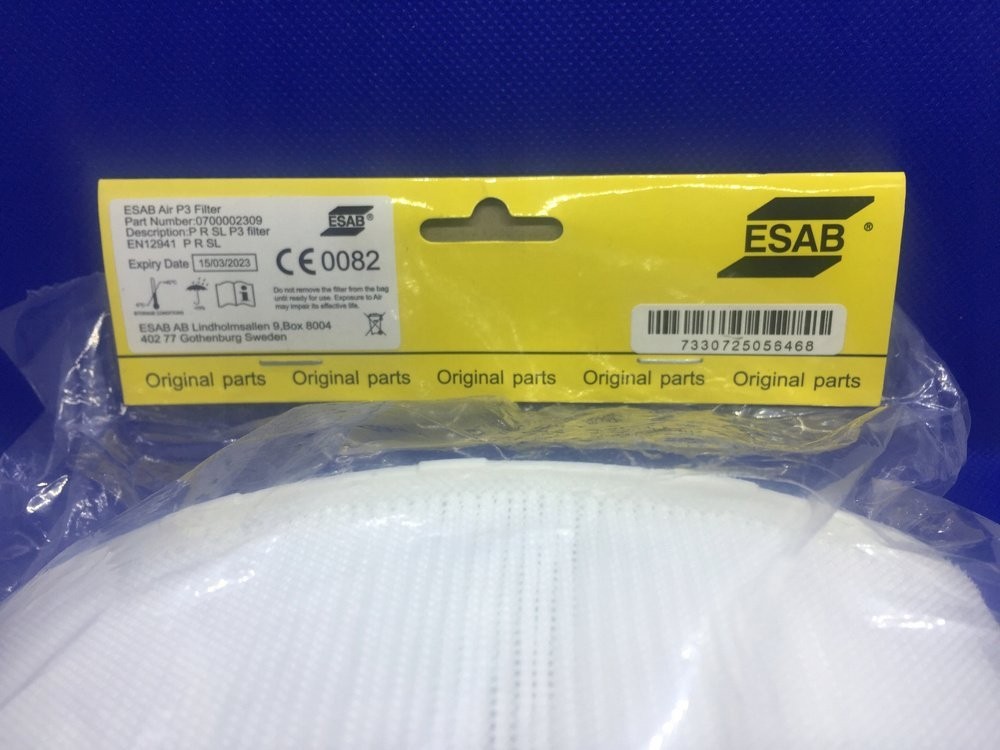 ESAB Air P3 Filter
Part Number:0700002309
Description:P R SL P3 filter
EN12941 P R SL
ESAB®
Expiry Date 15/03/2023
CE 0082
Do not remove the filter from the bag
until ready for use. Exposure to Air
may impair its effective life.
STORAGE CONDITIONS
ESAB AB Lindholmsallen 9,Box 8004
402 77 Gothenburg Sweden
ESAB®
7330725056468
Original parts Original parts Original parts Original parts Original parts